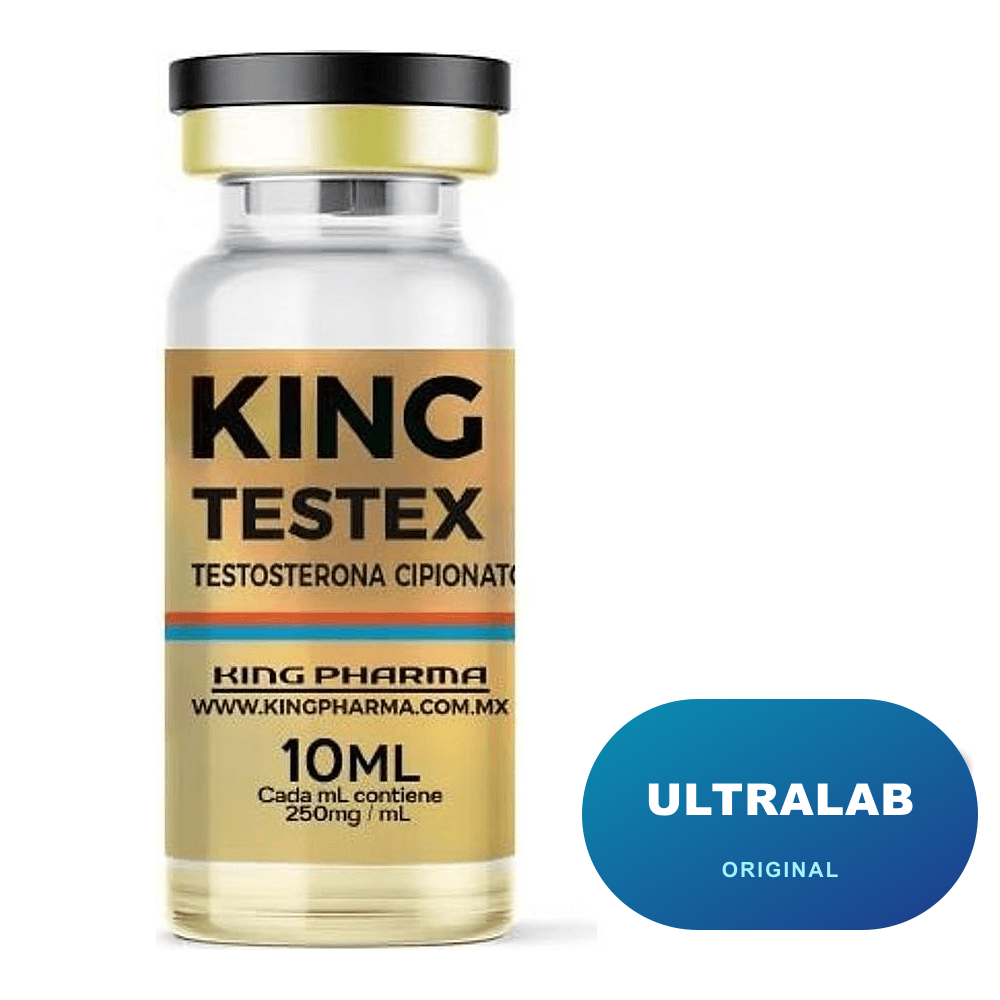 KING
TESTEX
TESTOSTERONA CIPIONATO
KING PHARMA
WWW.KINGPHARMA.COM.MX
10ML
Cada mL contiene
250mg / mL
ULTRALAB
ORIGINAL